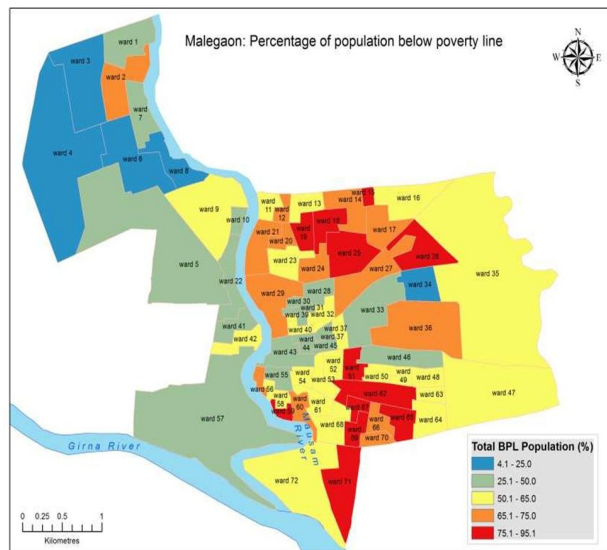 Malegaon: Percentage of population below poverty line
N
W E
S
ward 1
ward 3
ward 2
ward 7
ward 4
ward 6
ward 8
ward 9
ward 10
ward 11
ward 12
ward 13
ward 14
ward 15
ward 16
ward 18
ward 19
ward 17
ward 21
ward 20
ward 23
ward 25
ward 24
ward 27
ward 35
ward 5
ward 22
ward 29
ward 28
ward 34
ward 30
ward 31
ward 39
ward 32
ward 33
ward 41
ward 42
ward 40
ward 37
ward 37
ward 36
ward 43
ward 44
ward 45
ward 46
ward 52
ward 51
ward 55
ward 54
ward 53
ward 50
ward 49
ward 48
ward 47
ward 56
ward 58
ward 60
ward 61
ward 62
ward 63
ward 57
ward 68
ward 66
ward 64
ward 70
ward 72
ward 71
Girna River
Mausam River
Total BPL Population (%)
4.1 - 25.0
25.1 - 50.0
50.1 - 65.0
65.1 - 75.0
75.1 - 95.1
0 0.25 0.5 1
Kilometres